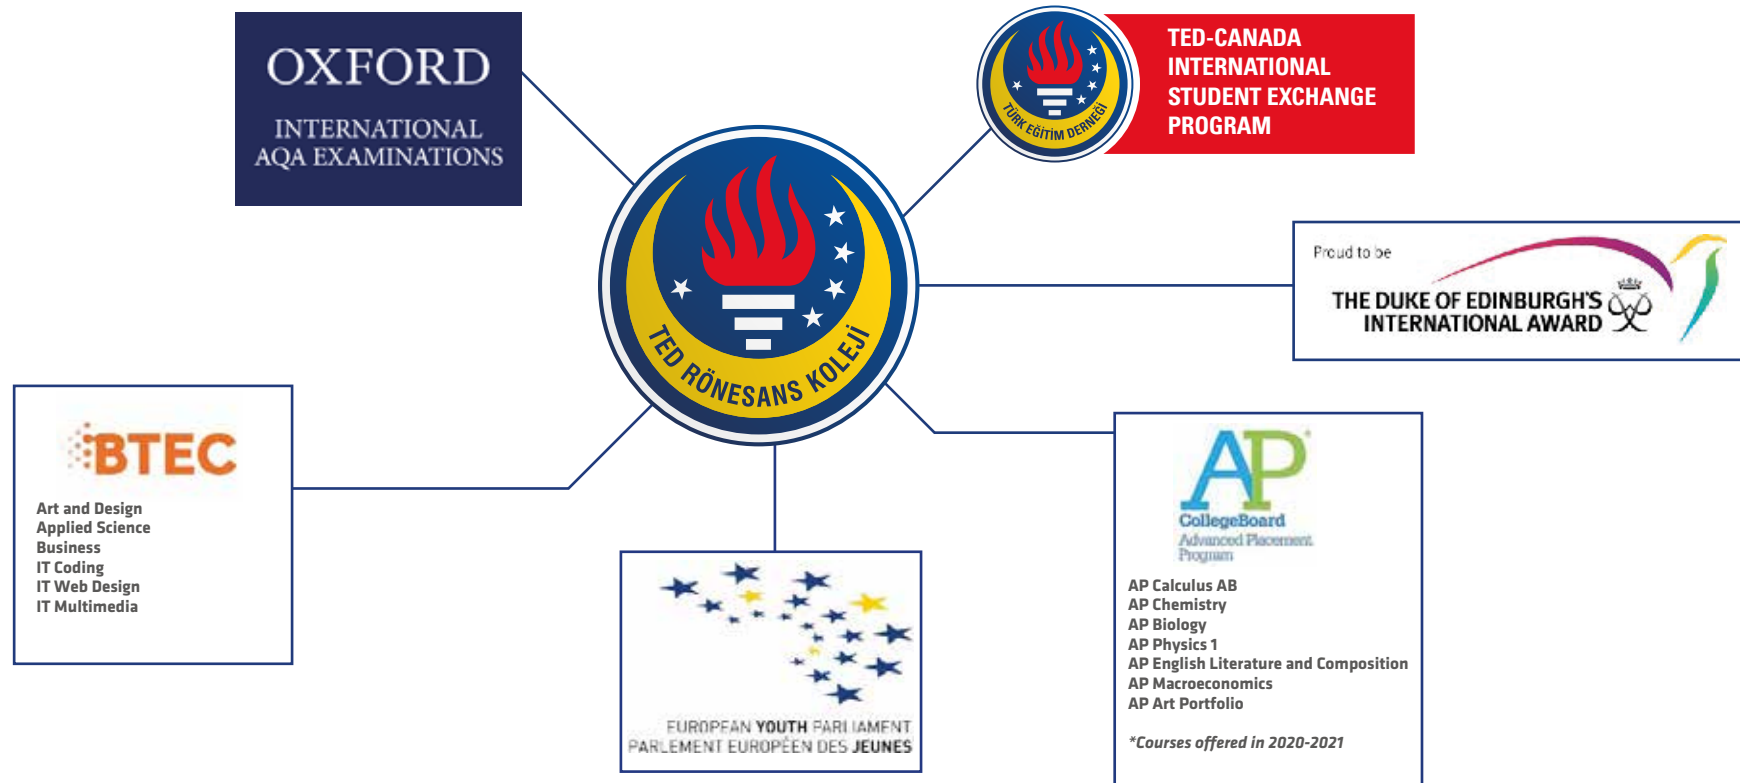 OXFORD
INTERNATIONAL
AQA EXAMINATIONS
TÜRK EĞİTİM DERNEĞİ
TED-CANADA
INTERNATIONAL
STUDENT EXCHANGE
PROGRAM
TED RÖNESANS KOLEJİ
Proud to be
THE DUKE OF EDINBURGH'S
INTERNATIONAL AWARD
BTEC
Art and Design
Applied Science
Business
IT Coding
IT Web Design
IT Multimedia
EUROPEAN YOUTH PARLIAMENT
PARLEMENT EUROPÉEN DES JEUNES
AP
CollegeBoard
Advanced Placement
Program
AP Calculus AB
AP Chemistry
AP Biology
AP Physics 1
AP English Literature and Composition
AP Macroeconomics
AP Art Portfolio
*Courses offered in 2020-2021